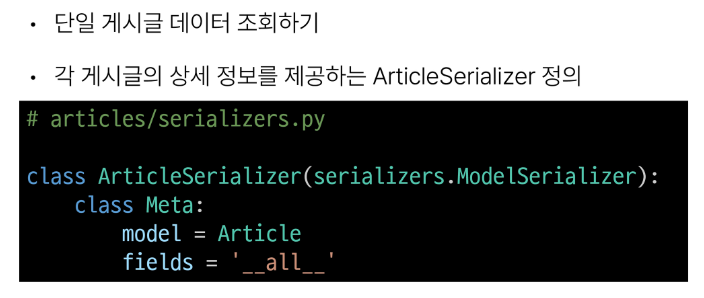 • 단일 게시글 데이터 조회하기
• 각 게시글의 상세 정보를 제공하는 ArticleSerializer 정의
# articles/serializers.py
class ArticleSerializer(serializers.ModelSerializer):
    class Meta:
        model = Article
        fields = '__all__'